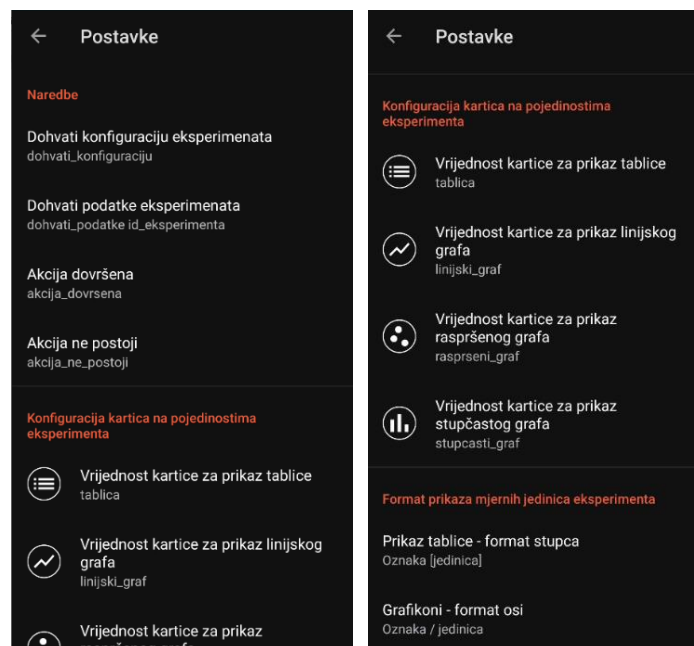 Postavke
Naredbe
Dohvati konfiguraciju eksperimenata
dohvati_konfiguraciju
Dohvati podatke eksperimenata
dohvati_podatke id_eksperimenta
Akcija dovršena
akcija_dovrsena
Akcija ne postoji
akcija_ne_postoji
Konfiguracija kartica na pojedinostima
eksperimenta
Vrijednost kartice za prikaz tablice
tablica
Vrijednost kartice za prikaz linijskog
grafa
linijski_graf
Vrijednost kartice za prikaz
Postavke
Konfiguracija kartica na pojedinostima
eksperimenta
Vrijednost kartice za prikaz tablice
tablica
Vrijednost kartice za prikaz linijskog
grafa
linijski_graf
Vrijednost kartice za prikaz
raspršenog grafa
rasprseni_graf
Vrijednost kartice za prikaz
stupčastog grafa
stupcasti_graf
Format prikaza mjernih jedinica eksperimenta
Prikaz tablice - format stupca
Oznaka [jedinica]
Grafikoni - format osi
Oznaka / jedinica